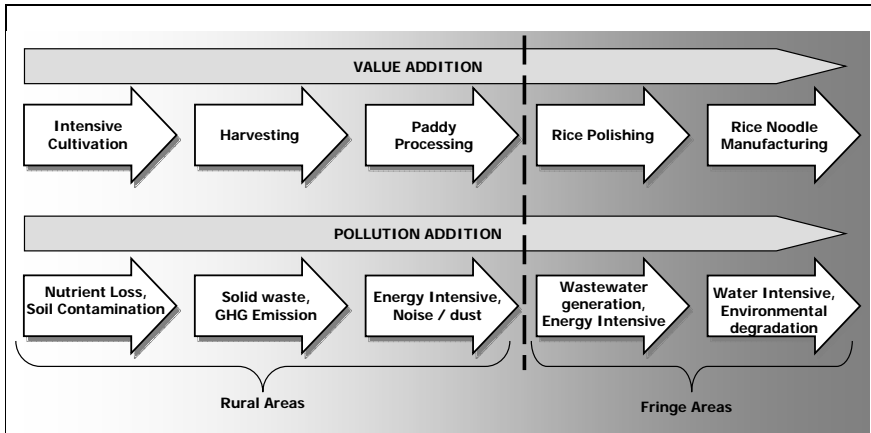 VALUE ADDITION
Intensive
Cultivation
Harvesting
Paddy
Processing
Rice Polishing
Rice Noodle
Manufacturing
POLLUTION ADDITION
Nutrient Loss,
Soil Contamination
Solid waste,
GHG Emission
Energy Intensive,
Noise / dust
Wastewater
generation,
Energy Intensive
Water Intensive,
Environmental
degradation
Rural Areas
Fringe Areas